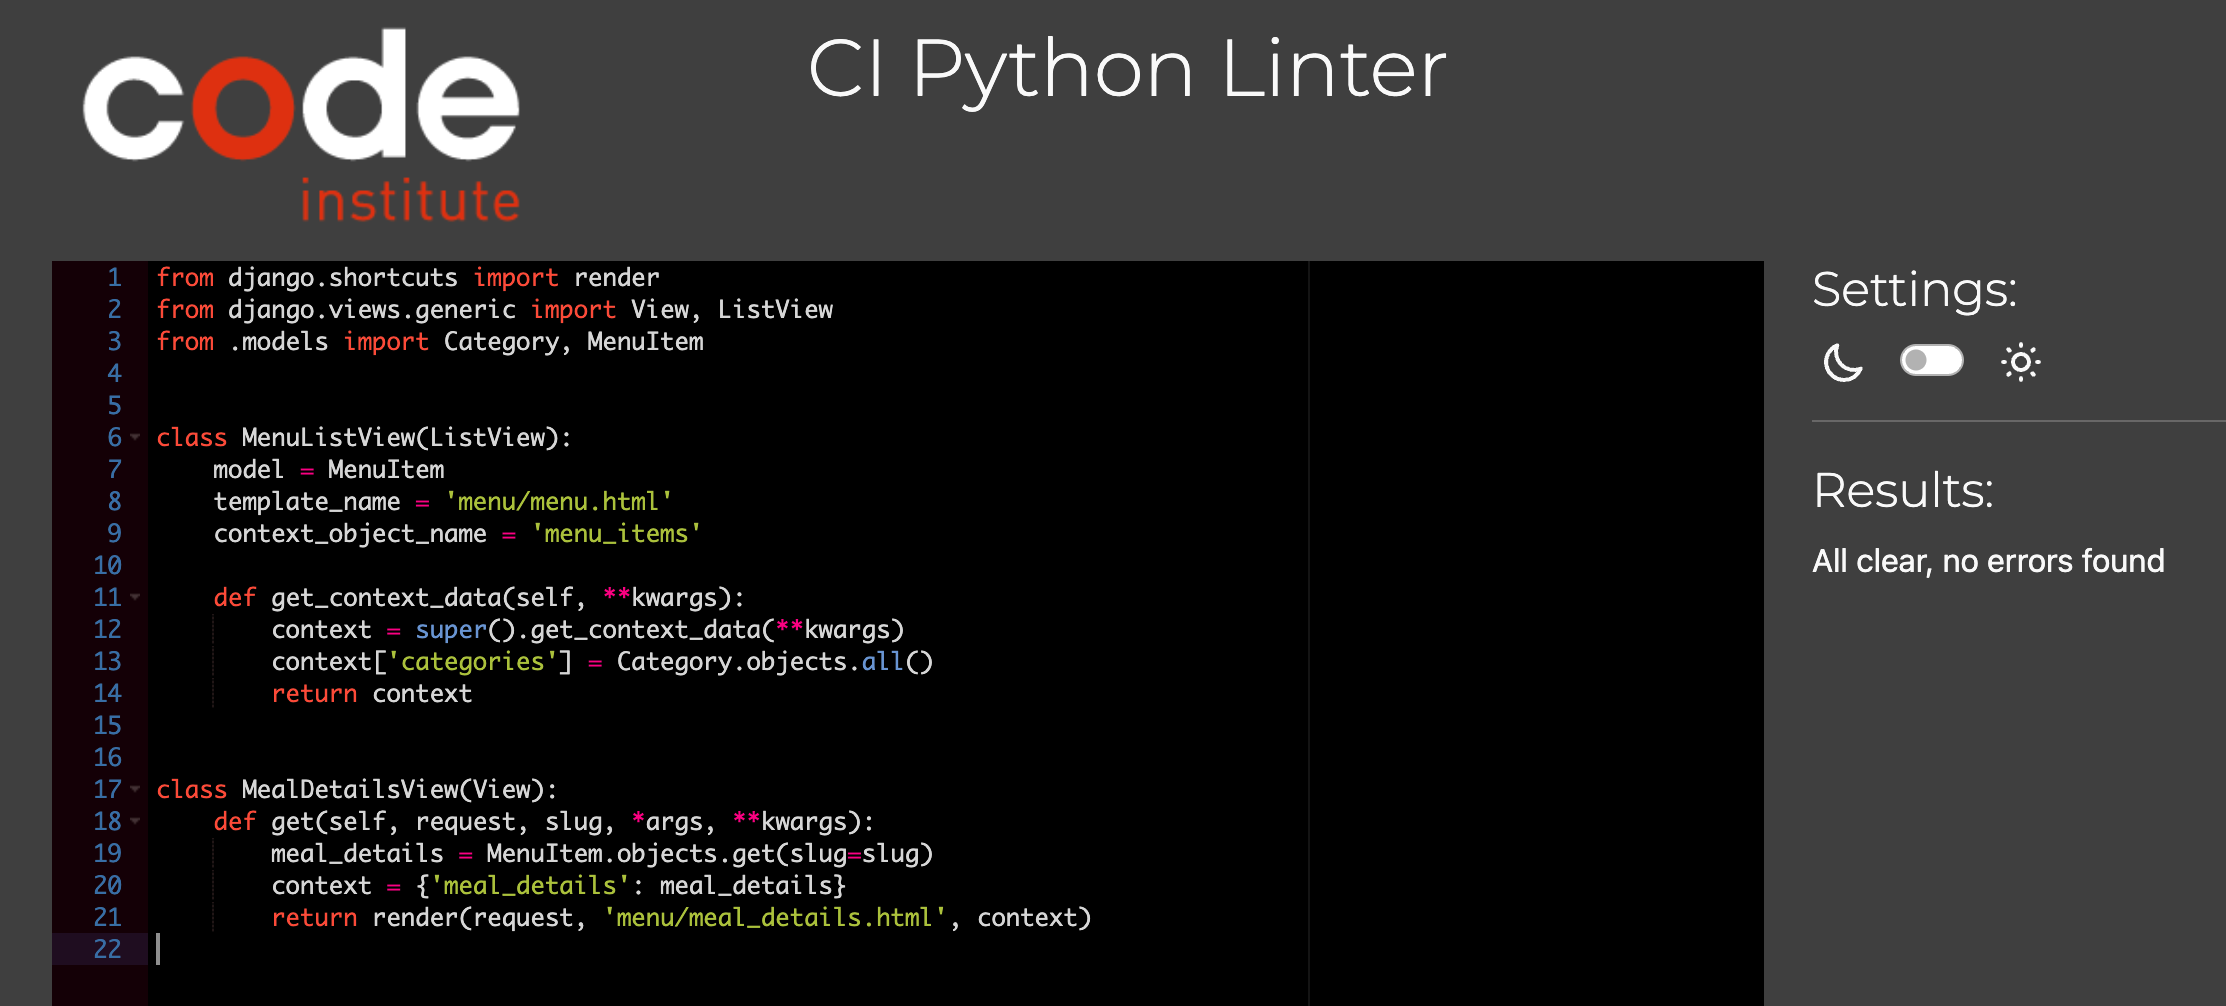 code
institute
CI Python Linter
1 from django.shortcuts import render
2 from django.views.generic import View, ListView
3 from .models import Category, MenuItem
4
5
6 class MenuListView(ListView):
7     model = MenuItem
8     template_name = 'menu/menu.html'
9     context_object_name = 'menu_items'
10
11     def get_context_data(self, **kwargs):
12         context = super().get_context_data(**kwargs)
13         context['categories'] = Category.objects.all()
14         return context
15
16
17 class MealDetailsView(View):
18     def get(self, request, slug, *args, **kwargs):
19         meal_details = MenuItem.objects.get(slug=slug)
20         context = {'meal_details': meal_details}
21         return render(request, 'menu/meal_details.html', context)
22
Settings:
Results:
All clear, no errors found